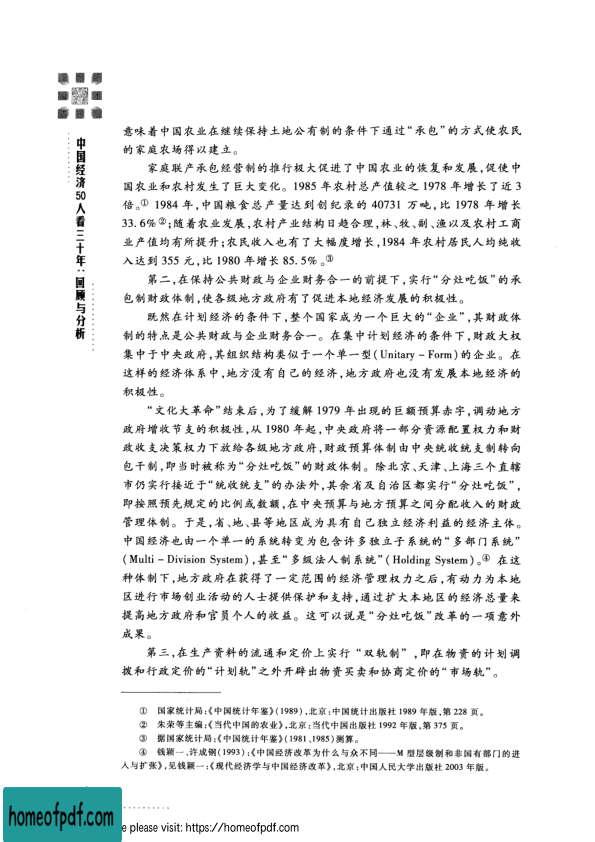 中国经济50人看三十年:回顾与分析
意味着中国农业在继续保持土地公有制的条件下通过“承包”的方式使农民
的家庭农场得以建立。
家庭联产承包经营制的推行极大促进了中国农业的恢复和发展,促使中
国农业和农村发生了巨大变化。1985 年农村总产值较之 1978 年增长了近 3
倍。① 1984 年,中国粮食总产量达到创纪录的 40731 万吨,比 1978 年增长
33.6%②;随着农业发展,农村产业结构日趋合理,林、牧、副、渔以及农村工商
业产值均有所提升;农民收入也有了大幅度增长,1984 年农村居民人均纯收
入达到 355 元,比 1980 年增长 85.5%。③
第二,在保持公共财政与企业财务合一的前提下,实行“分灶吃饭”的承
包制财政体制,使各级地方政府有了促进本地经济发展的积极性。
既然在计划经济的条件下,整个国家成为一个巨大的“企业”,其财政体
制的特点是公共财政与企业财务合一。在集中计划经济的条件下,财政大权
集中于中央政府,其组织结构类似于一个单一型(Unitary-Form)的企业。在
这样的经济体系中,地方没有自己的经济,地方政府也没有发展本地经济的
积极性。
“文化大革命”结束后,为了缓解 1979 年出现的巨额预算赤字,调动地方
政府增收节支的积极性,从 1980 年起,中央政府将一部分资源配置权力和财
政收支决策权力下放给各级地方政府,财政预算体制由中央统收统支制转向
包干制,即当时被称为“分灶吃饭”的财政体制。除北京、天津、上海三个直辖
市仍实行接近于“统收统支”的办法外,其余省及自治区都实行“分灶吃饭”,
即按照预先规定的比例或数额,在中央预算与地方预算之间分配收入的财政
管理体制。于是,省、地、县等地区成为具有自己独立经济利益的经济主体。
中国经济也由一个单一的系统转变为包含许多独立子系统的“多部门系统”
(Multi-Division System),甚至“多级法人制系统”(Holding System)。④ 在这
种体制下,地方政府在获得了一定范围的经济管理权力之后,有动力为本地
区进行市场创业活动的人士提供保护和支持,通过扩大本地区的经济总量来
提高地方政府和官员个人的收益。这可以说是“分灶吃饭”改革的一项意外
成果。
第三,在生产资料的流通和定价上实行“双轨制”,即在物资的计划调
拨和行政定价的“计划轨”之外开辟出物资买卖和协商定价的“市场轨”。
① 国家统计局:《中国统计年鉴》(1989),北京:中国统计出版社 1989 年版,第 228 页。
② 朱荣等主编:《当代中国的农业》,北京:当代中国出版社 1992 年版,第 375 页。
③ 据国家统计局:《中国统计年鉴》(1981、1985)测算。
④ 钱颖一、许成钢(1993):《中国经济改革为什么与众不同——M 型层级制和非国有部门的进
入与扩张》,见钱颖一:《现代经济学与中国经济改革》,北京:中国人民大学出版社 2003 年版。
homeofpdf.com
e please visit: https://homeofpdf.com